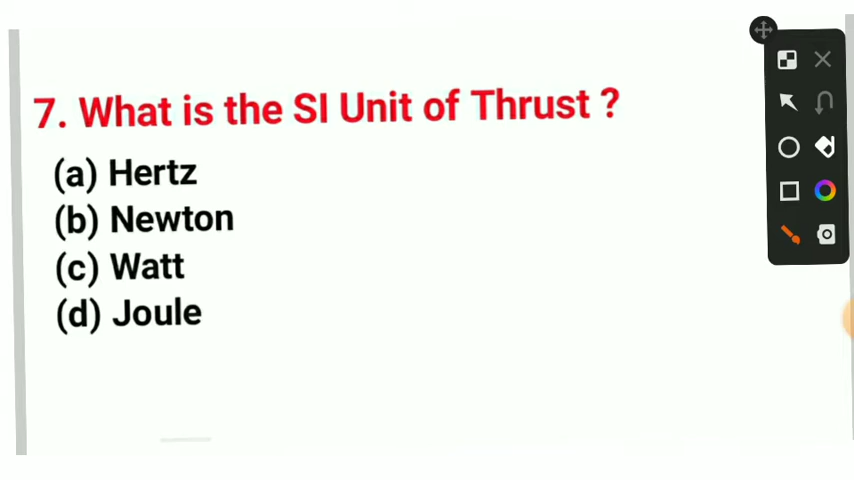 7. What is the SI Unit of Thrust ?
(a) Hertz
(b) Newton
(c) Watt
(d) Joule